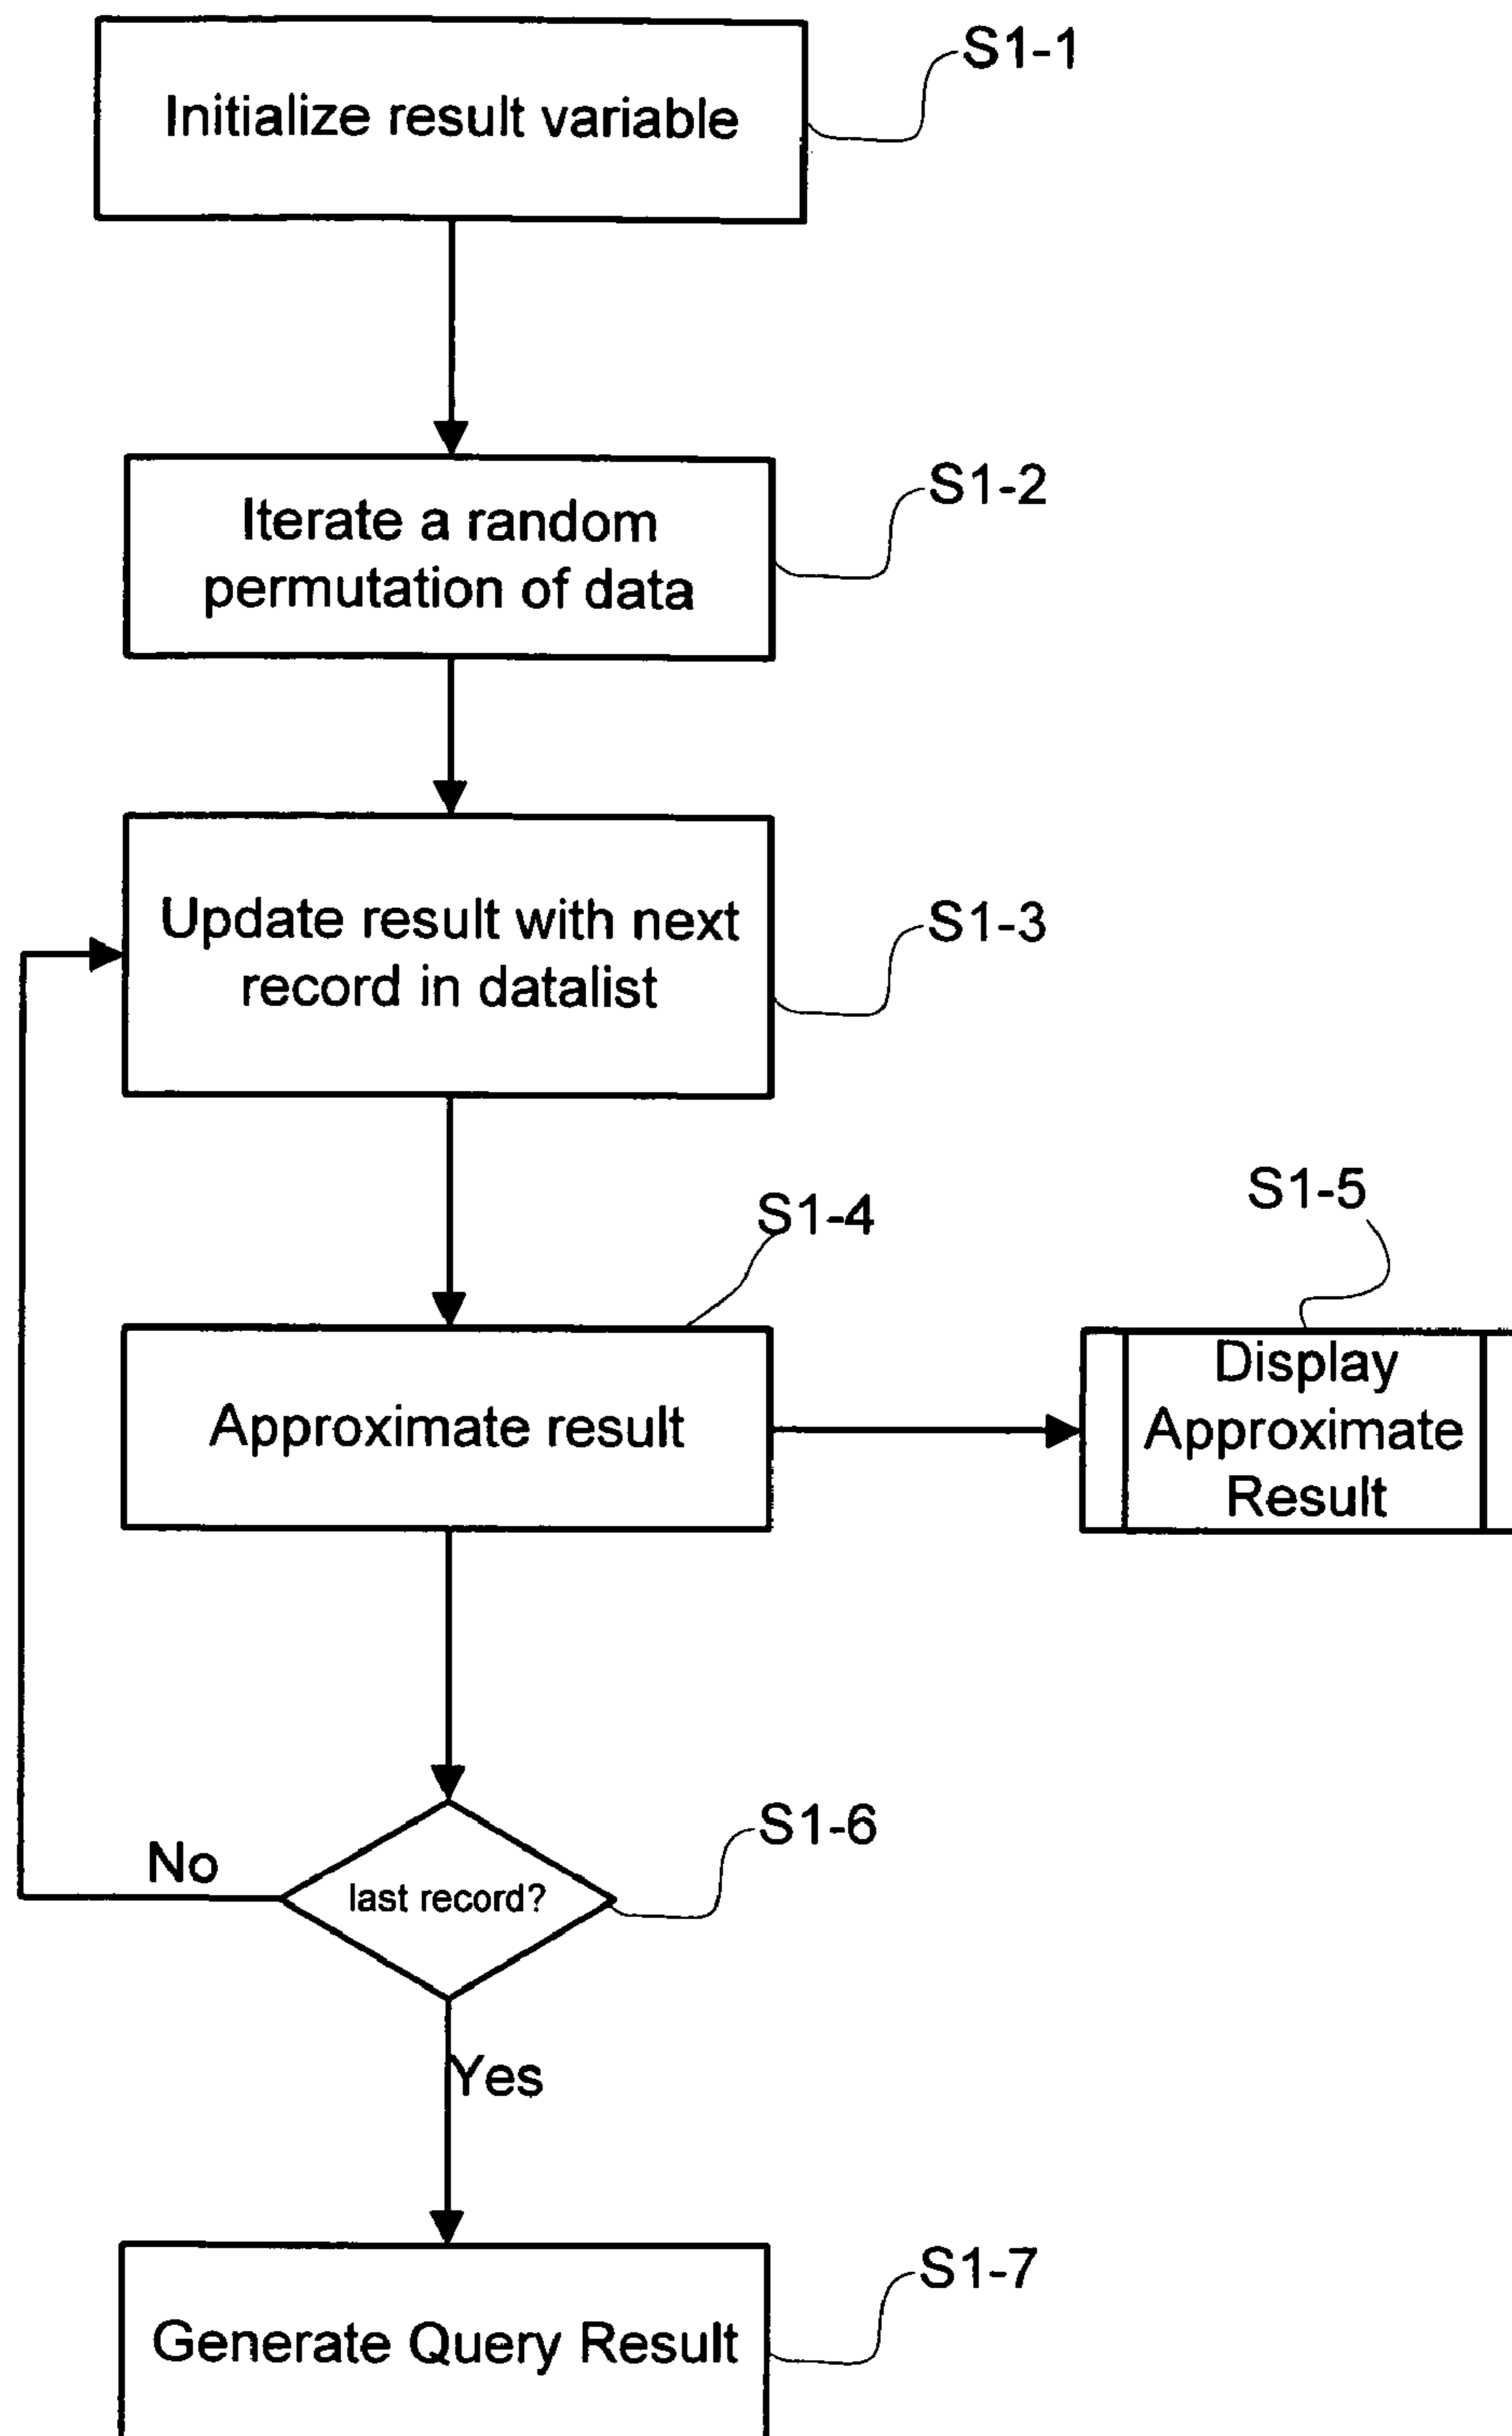 S1-1
Initialize result variable
S1-2
Iterate a random
permutation of data
S1-3
Update result with next
record in datalist
S1-4
S1-5
Approximate result
Display
Approximate
Result
S1-6
No
last record?
Yes
S1-7
Generate Query Result